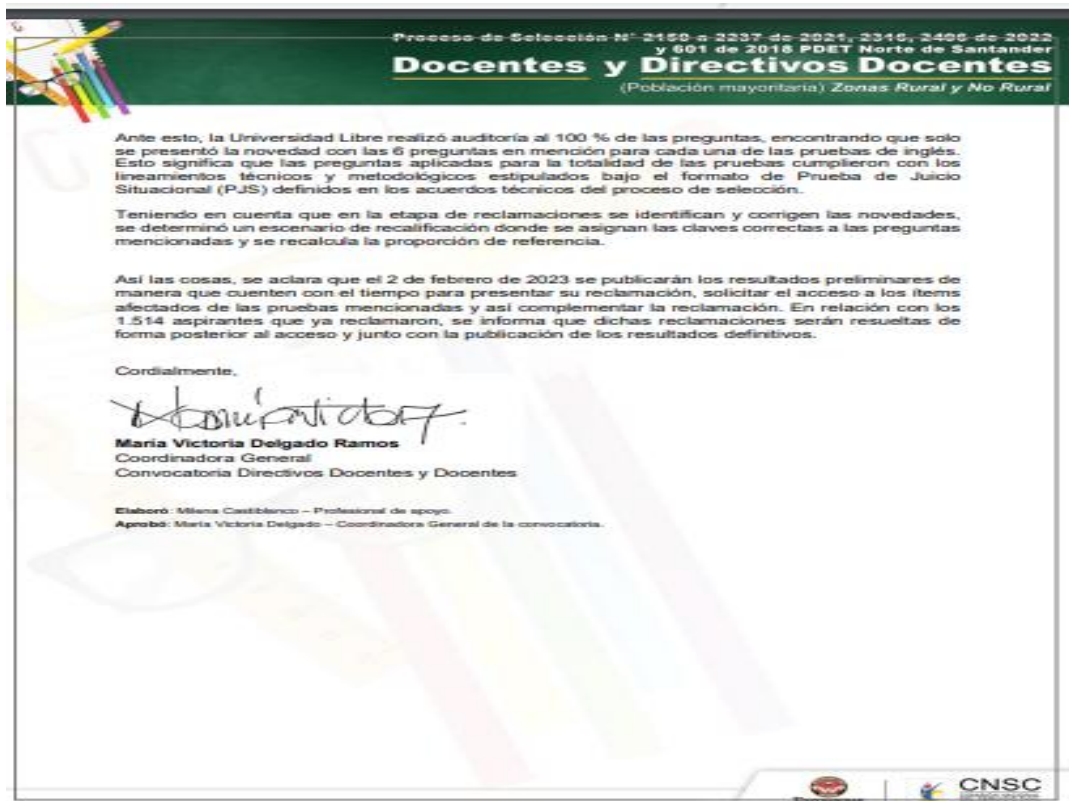 Proceso de Selección N° 2150 a 2237 de 2021, 2316, 2406 de 2022
y 601 de 2018 PDET Norte de Santander
Docentes y Directivos Docentes
(Población mayoritaria) Zonas Rural y No Rural
Ante esto, la Universidad Libre realizó auditoría al 100 % de las preguntas, encontrando que solo
se presentó la novedad con las 6 preguntas en mención para cada una de las pruebas de inglés.
Esto significa que las preguntas aplicadas para la totalidad de las pruebas cumplieron con los
lineamientos técnicos y metodológicos estipulados bajo el formato de Prueba de Juicio
Situacional (PJS) definidos en los acuerdos técnicos del proceso de selección.
Teniendo en cuenta que en la etapa de reclamaciones se identifican y corrigen las novedades,
se determinó un escenario de recalificación donde se asignan las claves correctas a las preguntas
mencionadas y se recalcula la proporción de referencia.
Así las cosas, se aclara que el 2 de febrero de 2023 se publicarán los resultados preliminares de
manera que cuenten con el tiempo para presentar su reclamación, solicitar el acceso a los ítems
afectados de las pruebas mencionadas y así complementar la reclamación. En relación con los
1.514 aspirantes que ya reclamaron, se informa que dichas reclamaciones serán resueltas de
forma posterior al acceso y junto con la publicación de los resultados definitivos.
Cordialmente,
María Victoria Delgado Ramos
Coordinadora General
Convocatoria Directivos Docentes y Docentes
Elaboró: Milena Castiblanco – Profesional de apoyo.
Aprobó: María Victoria Delgado – Coordinadora General de la convocatoria.
CNSC